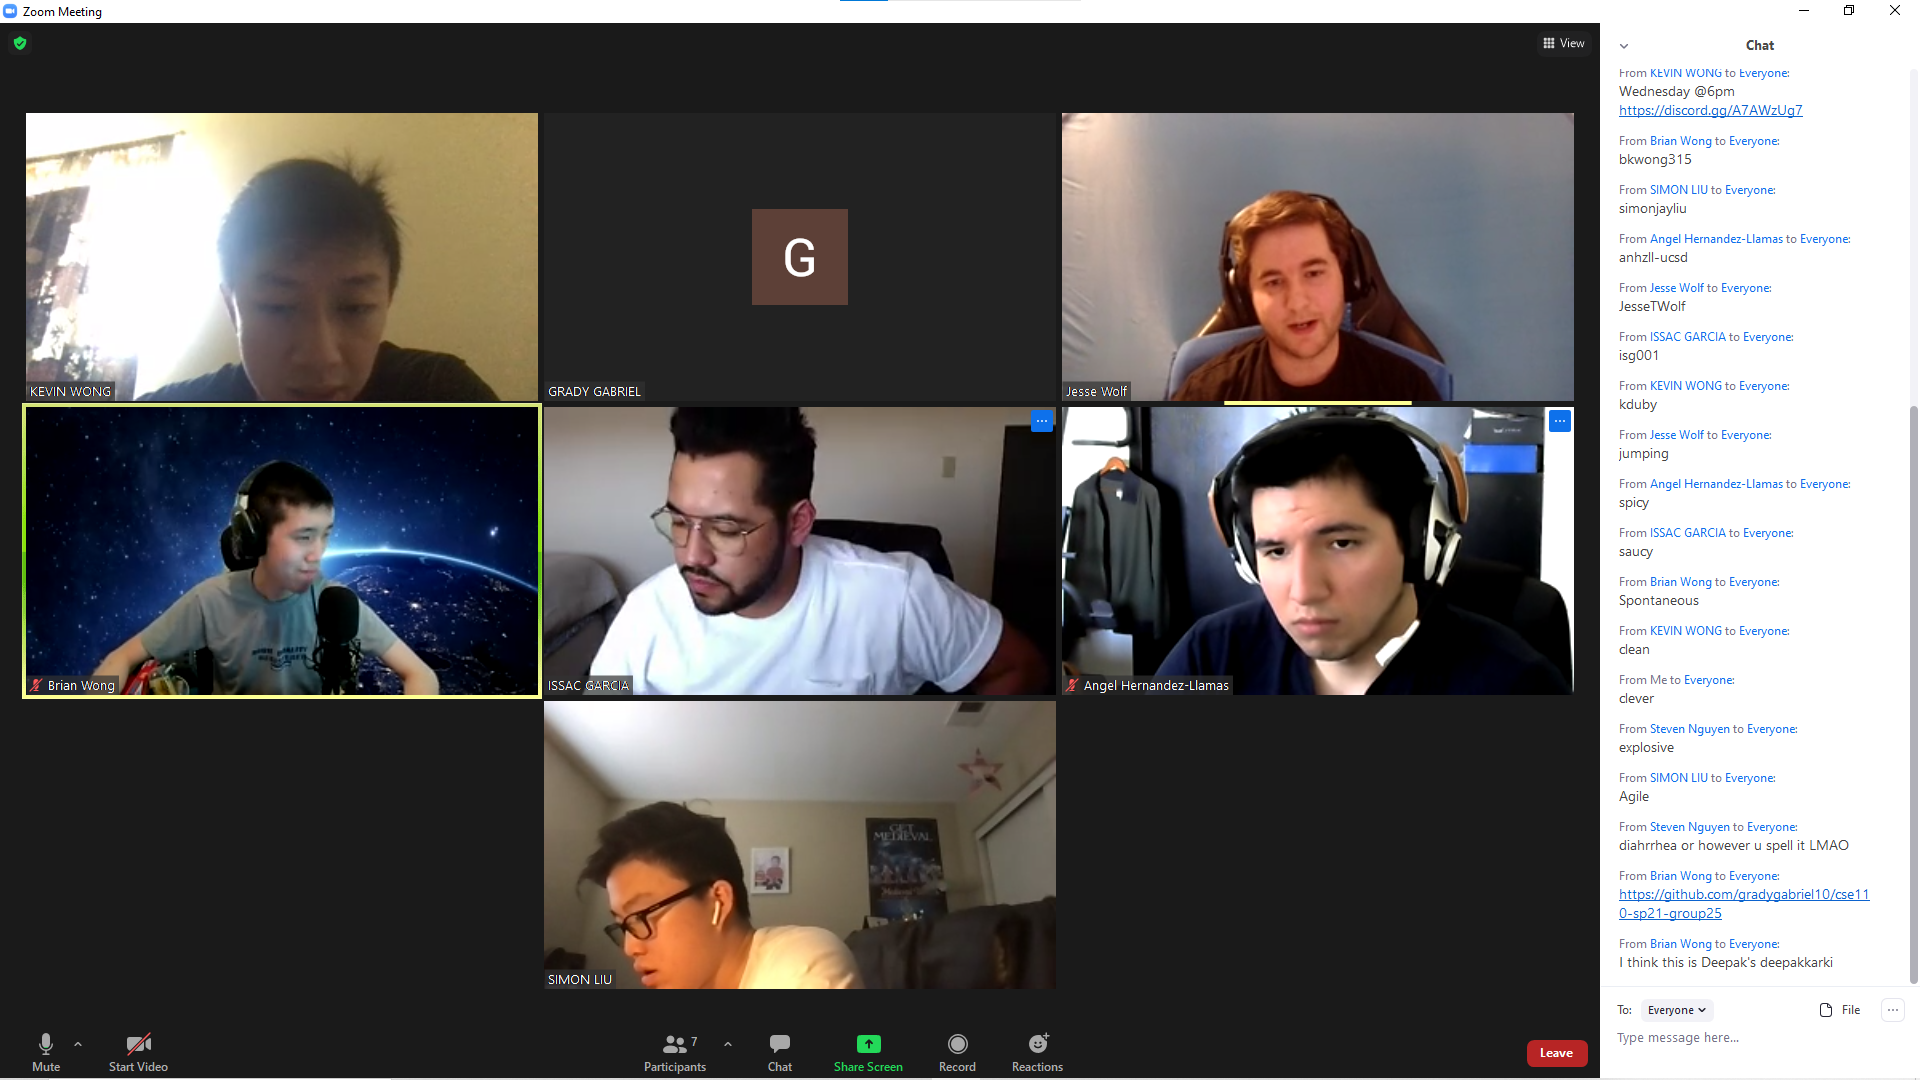 Zoom Meeting
View
Chat
From KEVIN WONG to Everyone:
Wednesday @6pm
https://discord.gg/A7AWzUg7
From Brian Wong to Everyone:
bkwong315
From SIMON LIU to Everyone:
simonjayliu
From Angel Hernandez-Llamas to Everyone:
anhzll-ucsd
From Jesse Wolf to Everyone:
JesseTWolf
From ISSAC GARCIA to Everyone:
isg001
From KEVIN WONG to Everyone:
kduby
From Jesse Wolf to Everyone:
jumping
From Angel Hernandez-Llamas to Everyone:
spicy
From ISSAC GARCIA to Everyone:
saucy
From Brian Wong to Everyone:
Spontaneous
From KEVIN WONG to Everyone:
clean
From Me to Everyone:
clever
From Steven Nguyen to Everyone:
explosive
From SIMON LIU to Everyone:
Agile
From Steven Nguyen to Everyone:
diahrrhea or however u spell it LMAO
From Brian Wong to Everyone:
https://github.com/gradygabriel10/cse11
0-sp21-group25
From Brian Wong to Everyone:
I think this is Deepak's deepakkarki
To: Everyone
File
Type message here...
G
KEVIN WONG
GRADY GABRIEL
Jesse Wolf
Brian Wong
ISSAC GARCIA
Angel Hernandez-Llamas
GET
MEDIEVAL
SIMON LIU
Mute
Start Video
7
Participants
Chat
Share Screen
Record
Reactions
Leave